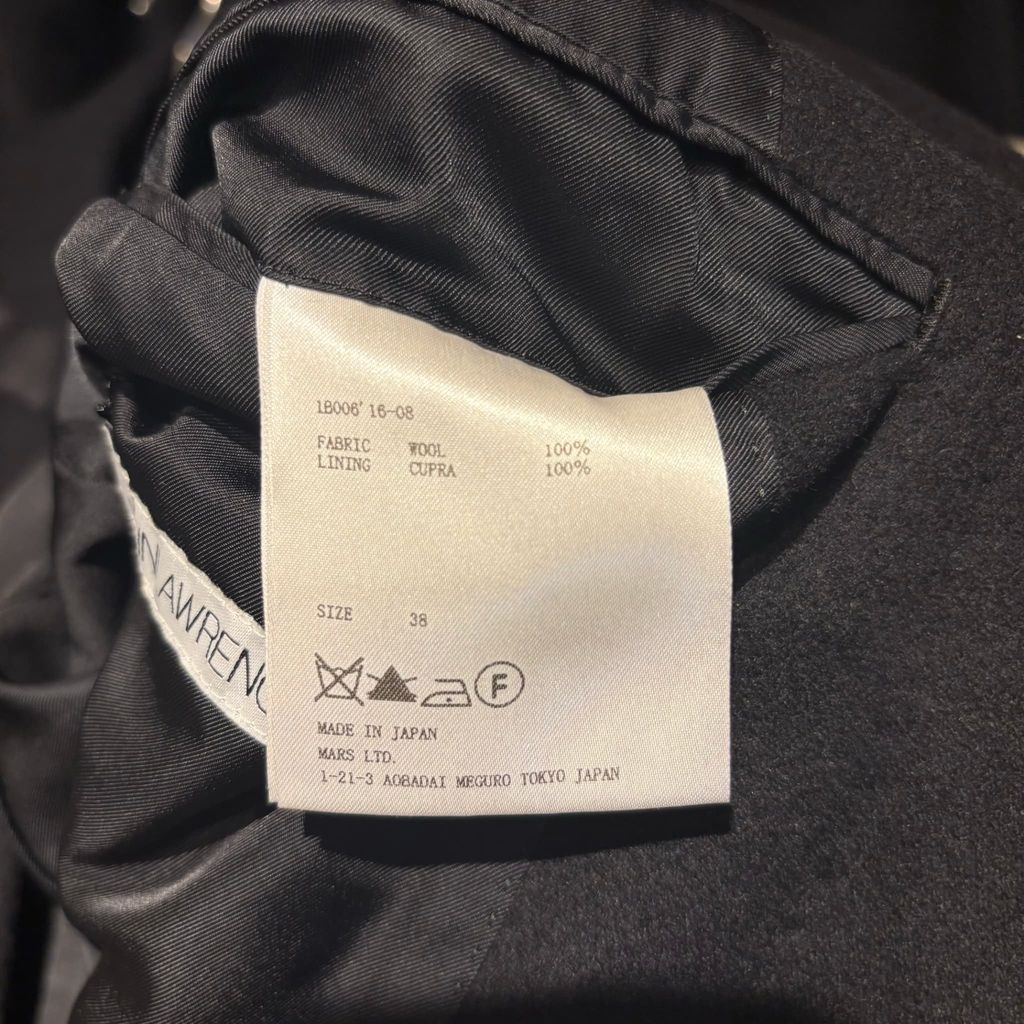 1B006'16-08
FABRIC WOOL 100%
LINING CUPRA 100%
SIZE 38
F
MADE IN JAPAN
MARS LTD.
1-21-3 AOBADAI MEGURO TOKYO JAPAN
IN
AWRENC